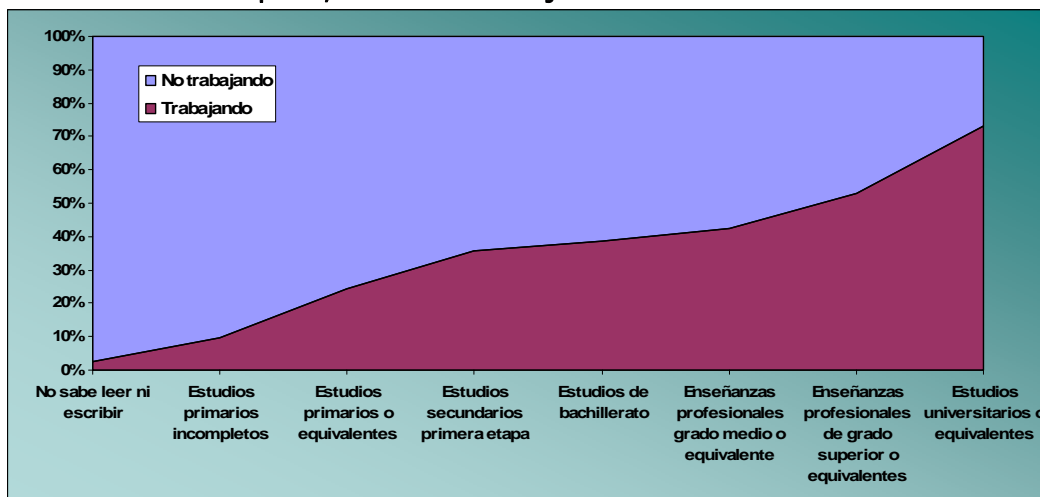 100%
90%
80%
70%
60%
50%
40%
30%
20%
10%
0%
No trabajando
Trabajando
No sabe leer ni
escribir
Estudios
primarios
incompletos
Estudios
primarios o
equivalentes
Estudios
secundarios
primera etapa
Estudios de
bachillerato
Enseñanzas
profesionales
grado medio o
equivalente
Enseñanzas
profesionales
de grado
superior o
equivalentes
Estudios
universitarios o
equivalentes